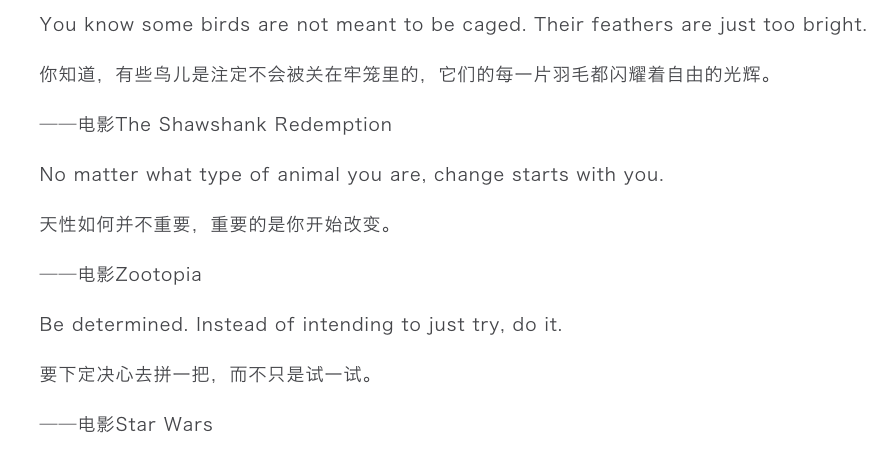 You know some birds are not meant to be caged. Their feathers are just too bright.
你知道，有些鸟儿是注定不会被关在牢笼里的，它们的每一片羽毛都闪耀着自由的光辉。
——电影The Shawshank Redemption
No matter what type of animal you are, change starts with you.
天性如何并不重要，重要的是你开始改变。
——电影Zootopia
Be determined. Instead of intending to just try, do it.
要下定决心去拼一把，而不只是试一试。
——电影Star Wars